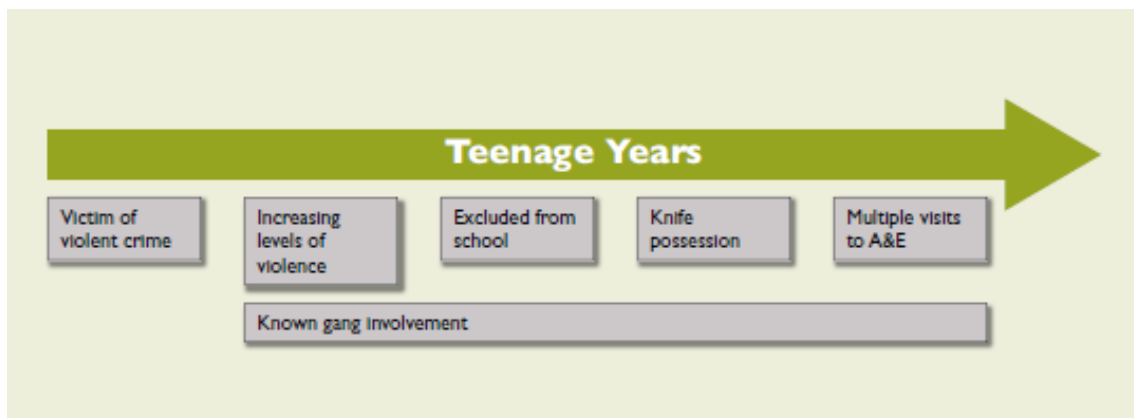 Teenage Years
Victim of
violent crime
Increasing
levels of
violence
Excluded from
school
Knife
possession
Multiple visits
to A&E
Known gang involvement